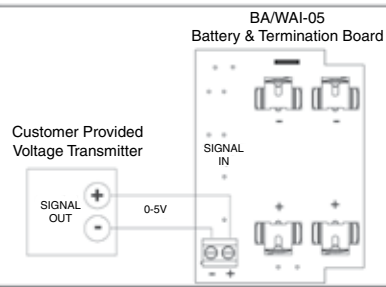 BA/WAI-05
Battery & Termination Board
Customer Provided
Voltage Transmitter
SIGNAL
OUT
+
-
0-5V
SIGNAL
IN
- -
+ +
- +